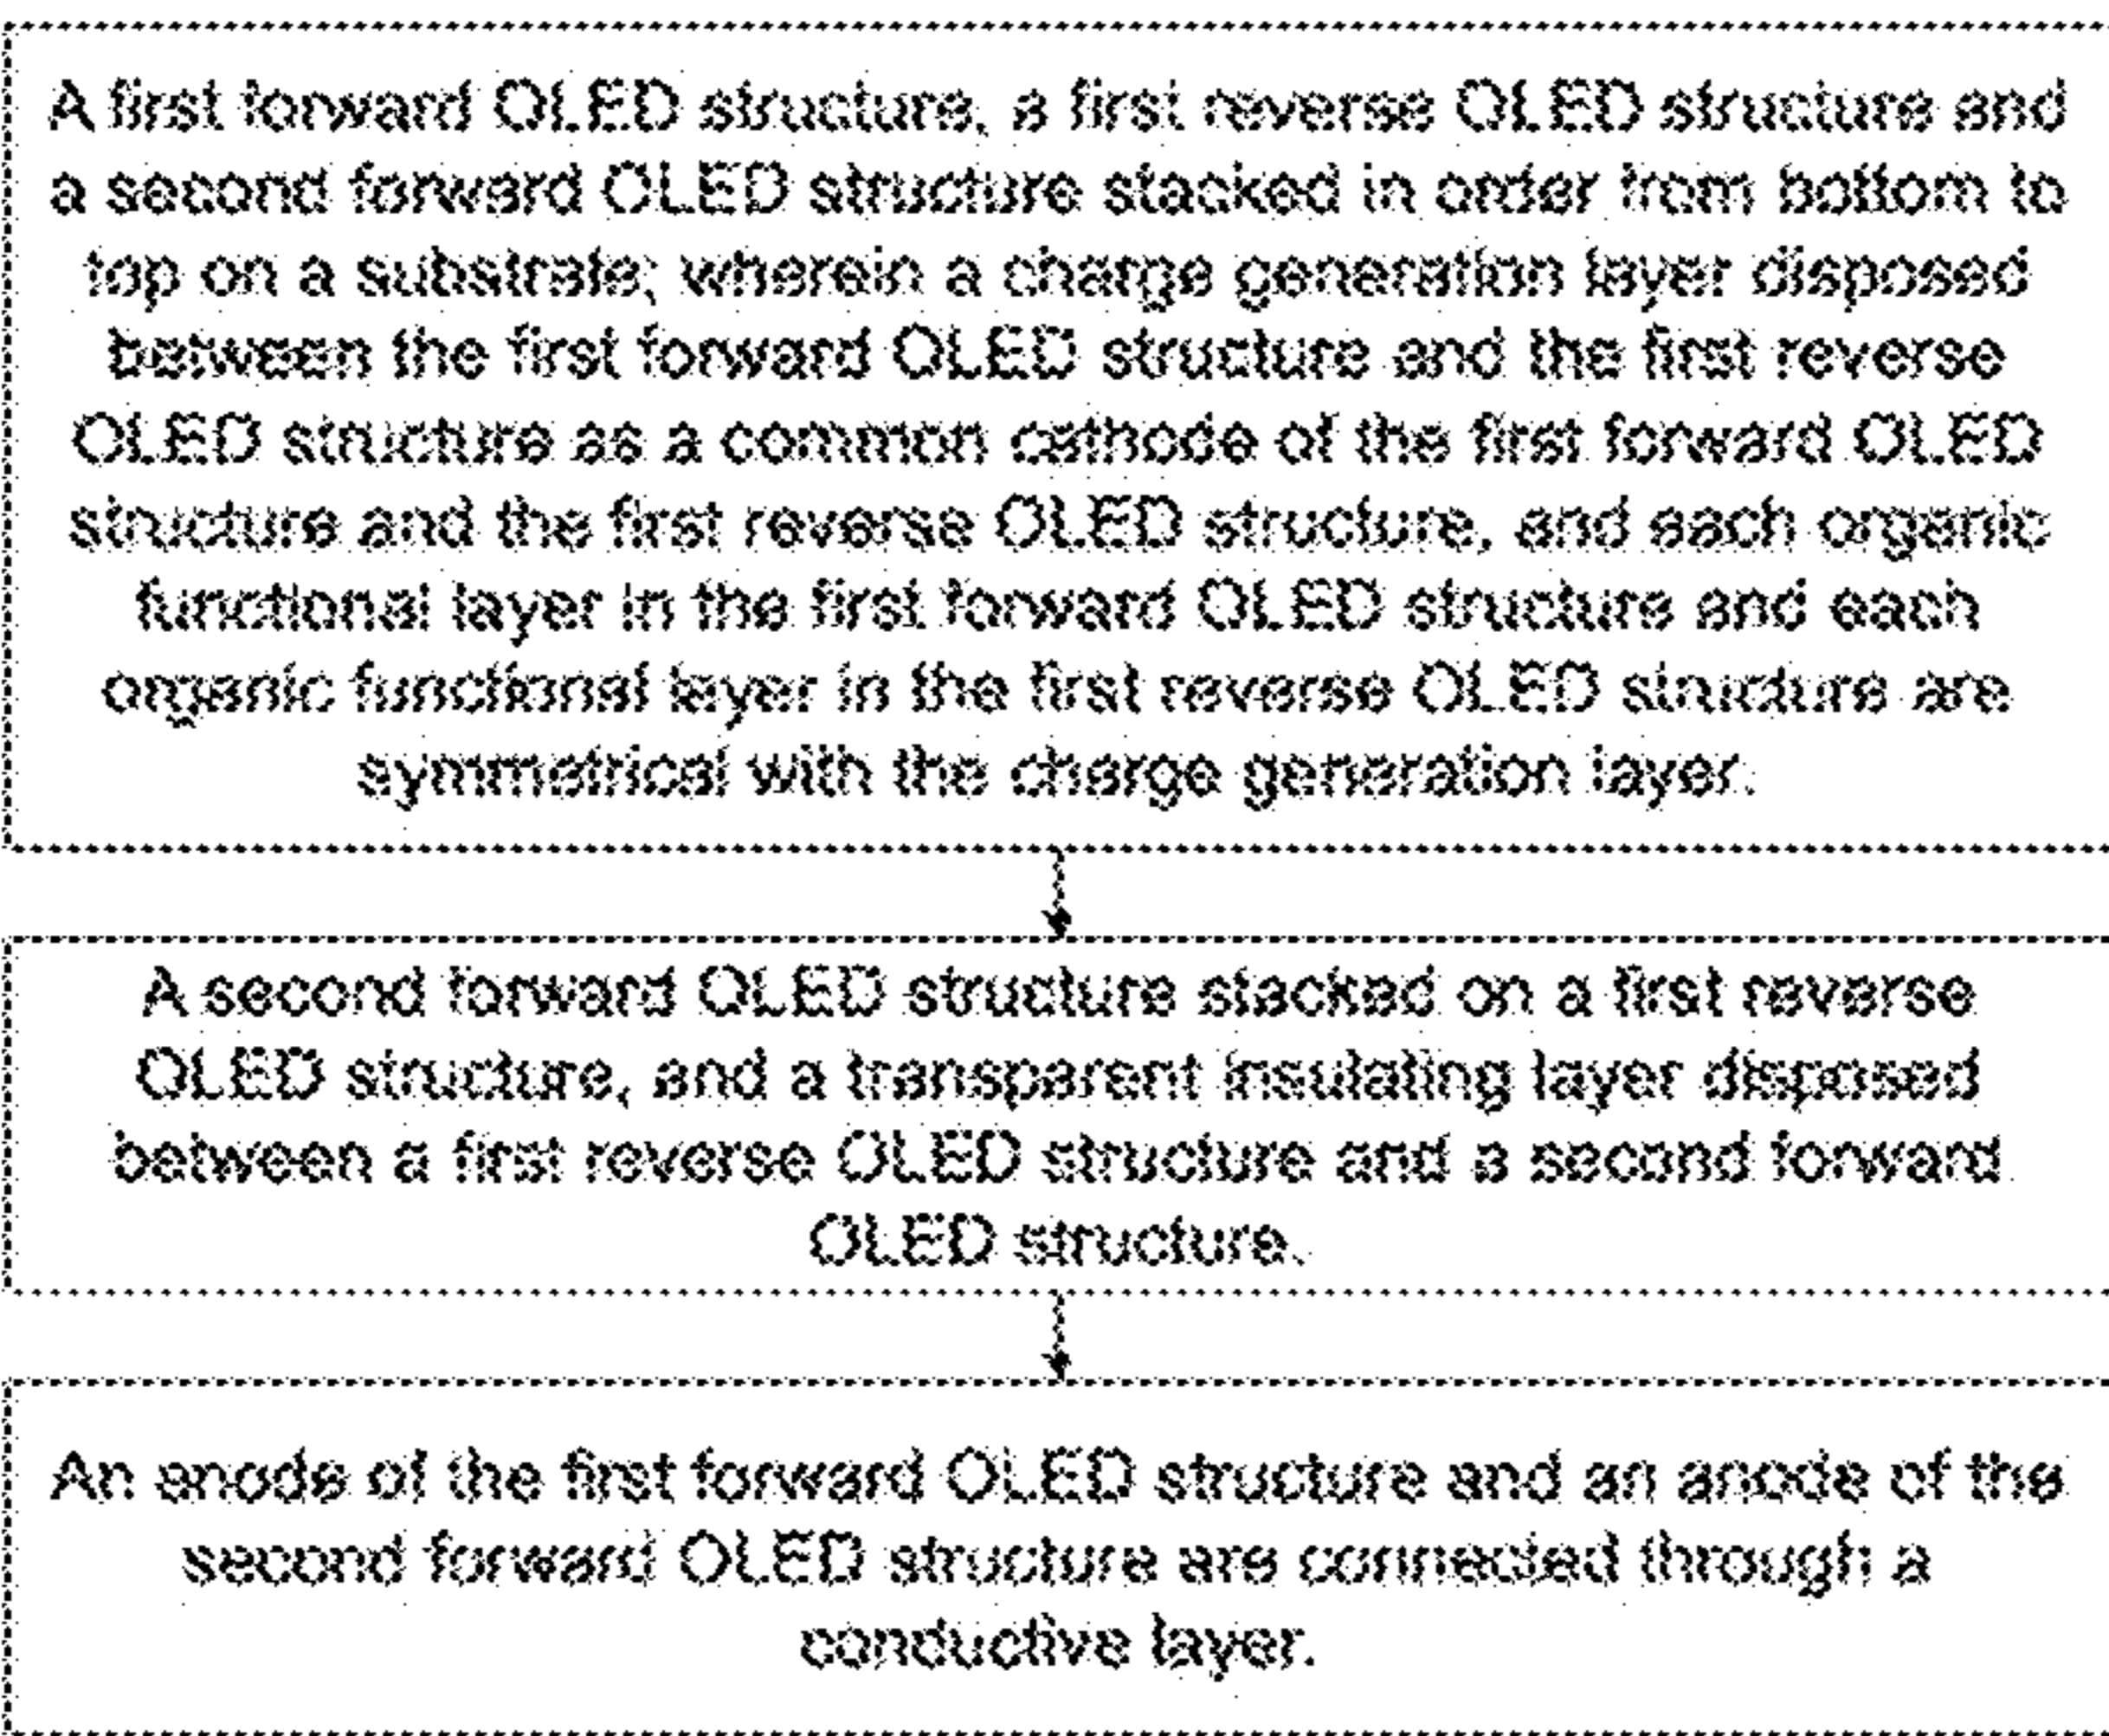 A first forward OLED structure, a first reverse OLED structure and
a second forward OLED structure stacked in order from bottom to
top on a substrate; wherein a charge generation layer disposed
between the first forward OLED structure and the first reverse
OLED structure as a common cathode of the first forward OLED
structure and the first reverse OLED structure, and each organic
functional layer in the first forward OLED structure and each
organic functional layer in the first reverse OLED structure are
symmetrical with the charge generation layer.
A second forward OLED structure stacked on a first reverse
OLED structure, and a transparent insulating layer disposed
between a first reverse OLED structure and a second forward
OLED structure.
An anode of the first forward OLED structure and an anode of the
second forward OLED structure are connected through a
conductive layer.